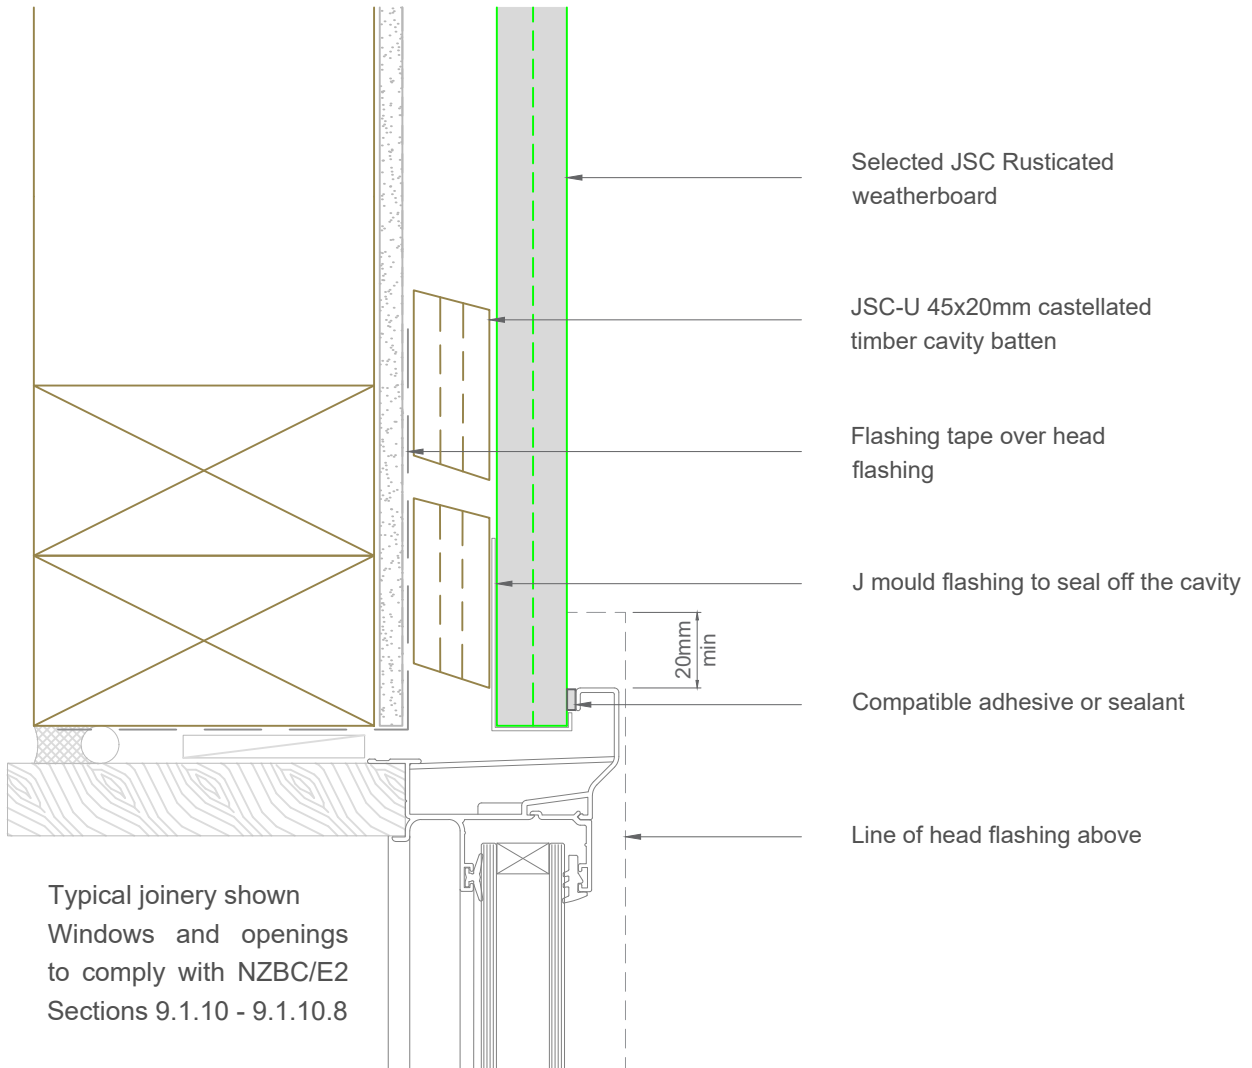 Selected JSC Rusticated
weatherboard
JSC-U 45x20mm castellated
timber cavity batten
Flashing tape over head
flashing
J mould flashing to seal off the cavity
20mm
min
Compatible adhesive or sealant
Line of head flashing above
Typical joinery shown
Windows and openings
to comply with NZBC/E2
Sections 9.1.10 - 9.1.10.8